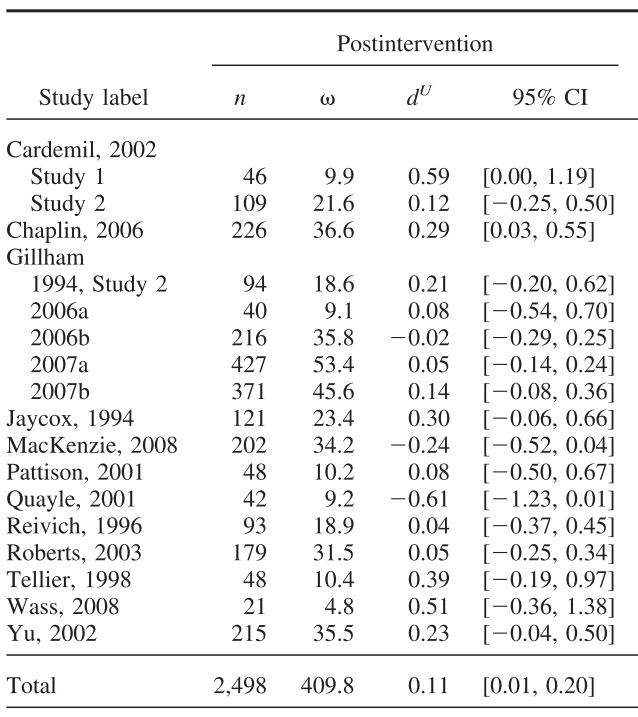 Postintervention
Study label n ω d^U 95% CI
Cardemil, 2002
Study 1 46 9.9 0.59 [0.00, 1.19]
Study 2 109 21.6 0.12 [−0.25, 0.50]
Chaplin, 2006 226 36.6 0.29 [0.03, 0.55]
Gillham
1994, Study 2 94 18.6 0.21 [−0.20, 0.62]
2006a 40 9.1 0.08 [−0.54, 0.70]
2006b 216 35.8 −0.02 [−0.29, 0.25]
2007a 427 53.4 0.05 [−0.14, 0.24]
2007b 371 45.6 0.14 [−0.08, 0.36]
Jaycox, 1994 121 23.4 0.30 [−0.06, 0.66]
MacKenzie, 2008 202 34.2 −0.24 [−0.52, 0.04]
Pattison, 2001 48 10.2 0.08 [−0.50, 0.67]
Quayle, 2001 42 9.2 −0.61 [−1.23, 0.01]
Reivich, 1996 93 18.9 0.04 [−0.37, 0.45]
Roberts, 2003 179 31.5 0.05 [−0.25, 0.34]
Tellier, 1998 48 10.4 0.39 [−0.19, 0.97]
Wass, 2008 21 4.8 0.51 [−0.36, 1.38]
Yu, 2002 215 35.5 0.23 [−0.04, 0.50]
Total 2,498 409.8 0.11 [0.01, 0.20]